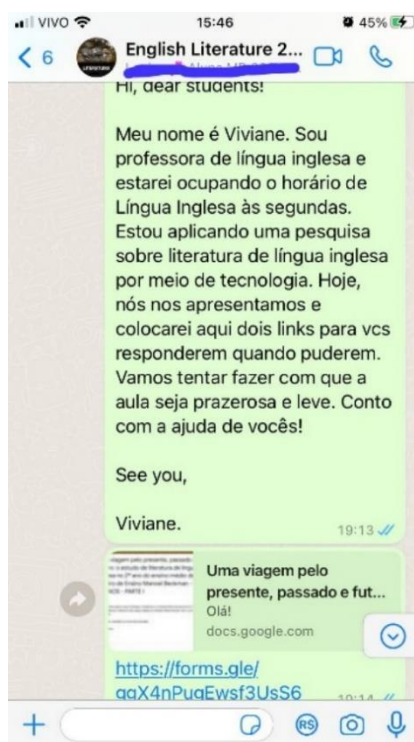 VIVO 15:46 45%
6 English Literature 2...
Hi, dear students!
Meu nome é Viviane. Sou
professora de língua inglesa e
estarei ocupando o horário de
Língua Inglesa às segundas.
Estou aplicando uma pesquisa
sobre literatura de língua inglesa
por meio de tecnologia. Hoje,
nós nos apresentamos e
colocarei aqui dois links para vcs
responderem quando puderem.
Vamos tentar fazer com que a
aula seja prazerosa e leve. Conto
com a ajuda de vocês!
See you,
Viviane.
19:13
Uma viagem pelo
presente, passado e fut...
Olá!
docs.google.com
https://forms.gle/
19:14
R$